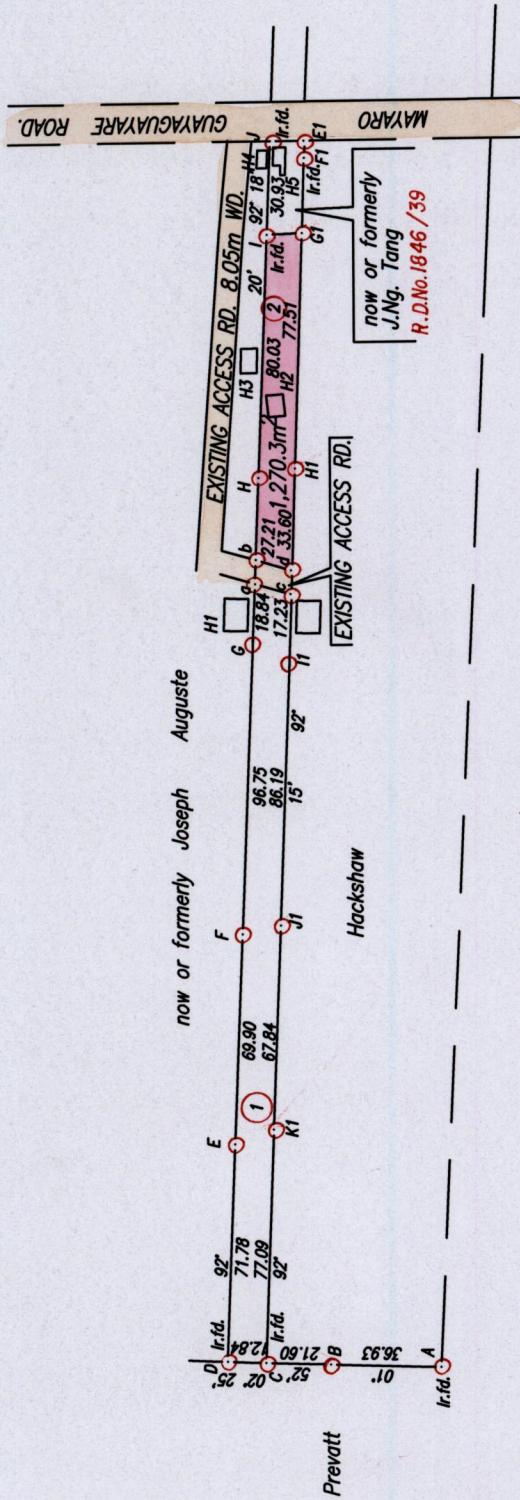 MAYARO GUAYAGUAYARE ROAD.
EXISTING ACCESS RD. 8.05m WD.
now or formerly Joseph Auguste
D
Ir.fd.
92°
71.78
77.09
92°
Ir.fd.
E
1
K1
69.90
67.84
F
J1
96.75
86.19
92°
15'
G
I1
H1
18.84
17.23
a
b
c
d
27.21
33.60
H
H1
1,270.3m²
H3
80.03
H2
77.51
2
20'
I
Ir.fd.
G1
92°
18"
H4
30.93
H5
J
Ir.fd.
E1
F1
Ir.fd.
EXISTING ACCESS RD.
now or formerly
J.Ng. Tang
R.D.No.1846/39
Hackshaw
Prevatt
25"
02'
12.84
C
52'
21.60
B
01°
36.93
A
Ir.fd.